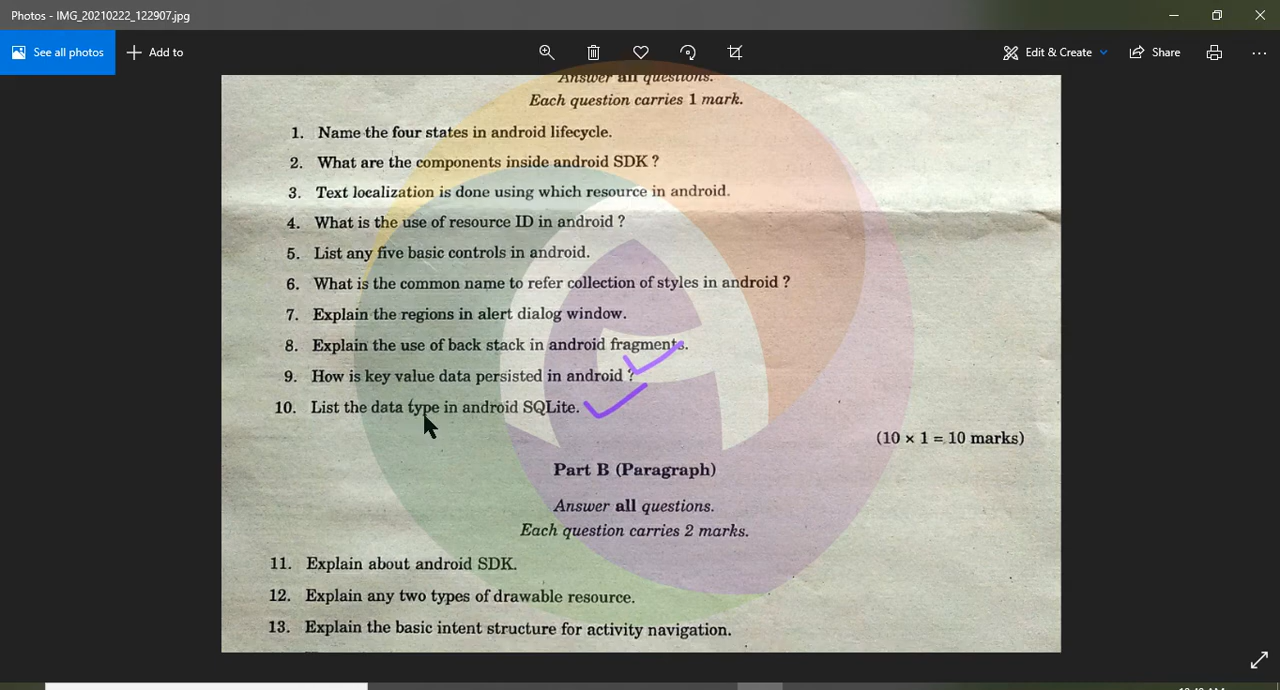 Photos - IMG_20210222_122907.jpg
See all photos
Add to
Edit & Create
Share
Answer all questions.
Each question carries 1 mark.
1. Name the four states in android lifecycle.
2. What are the components inside android SDK ?
3. Text localization is done using which resource in android.
4. What is the use of resource ID in android ?
5. List any five basic controls in android.
6. What is the common name to refer collection of styles in android ?
7. Explain the regions in alert dialog window.
8. Explain the use of back stack in android fragments.
9. How is key value data persisted in android ?
10. List the data type in android SQLite.
(10 × 1 = 10 marks)
Part B (Paragraph)
Answer all questions.
Each question carries 2 marks.
11. Explain about android SDK.
12. Explain any two types of drawable resource.
13. Explain the basic intent structure for activity navigation.